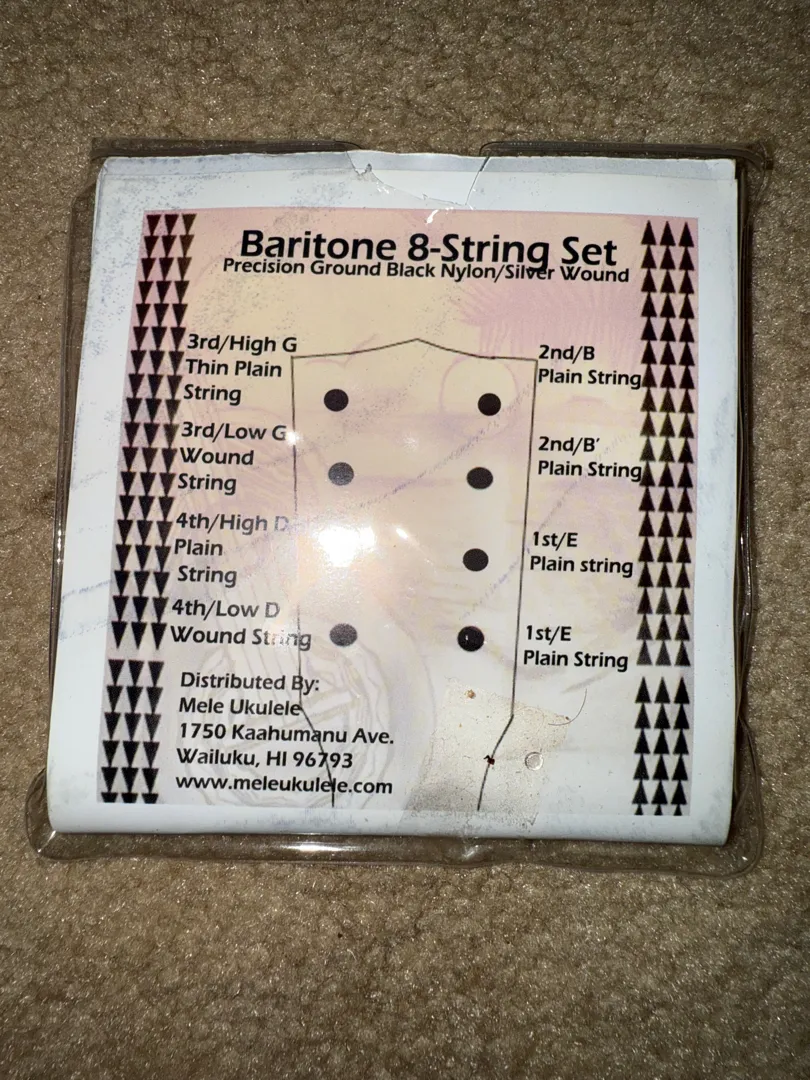 Baritone 8-String Set
Precision Ground Black Nylon/Silver Wound
3rd/High G
Thin Plain
String
3rd/Low G
Wound
String
4th/High D
Plain
String
4th/Low D
Wound String
2nd/B
Plain String
2nd/B'
Plain String
1st/E
Plain string
1st/E
Plain String
Distributed By:
Mele Ukulele
1750 Kaahumanu Ave.
Wailuku, HI 96793
www.meleukulele.com